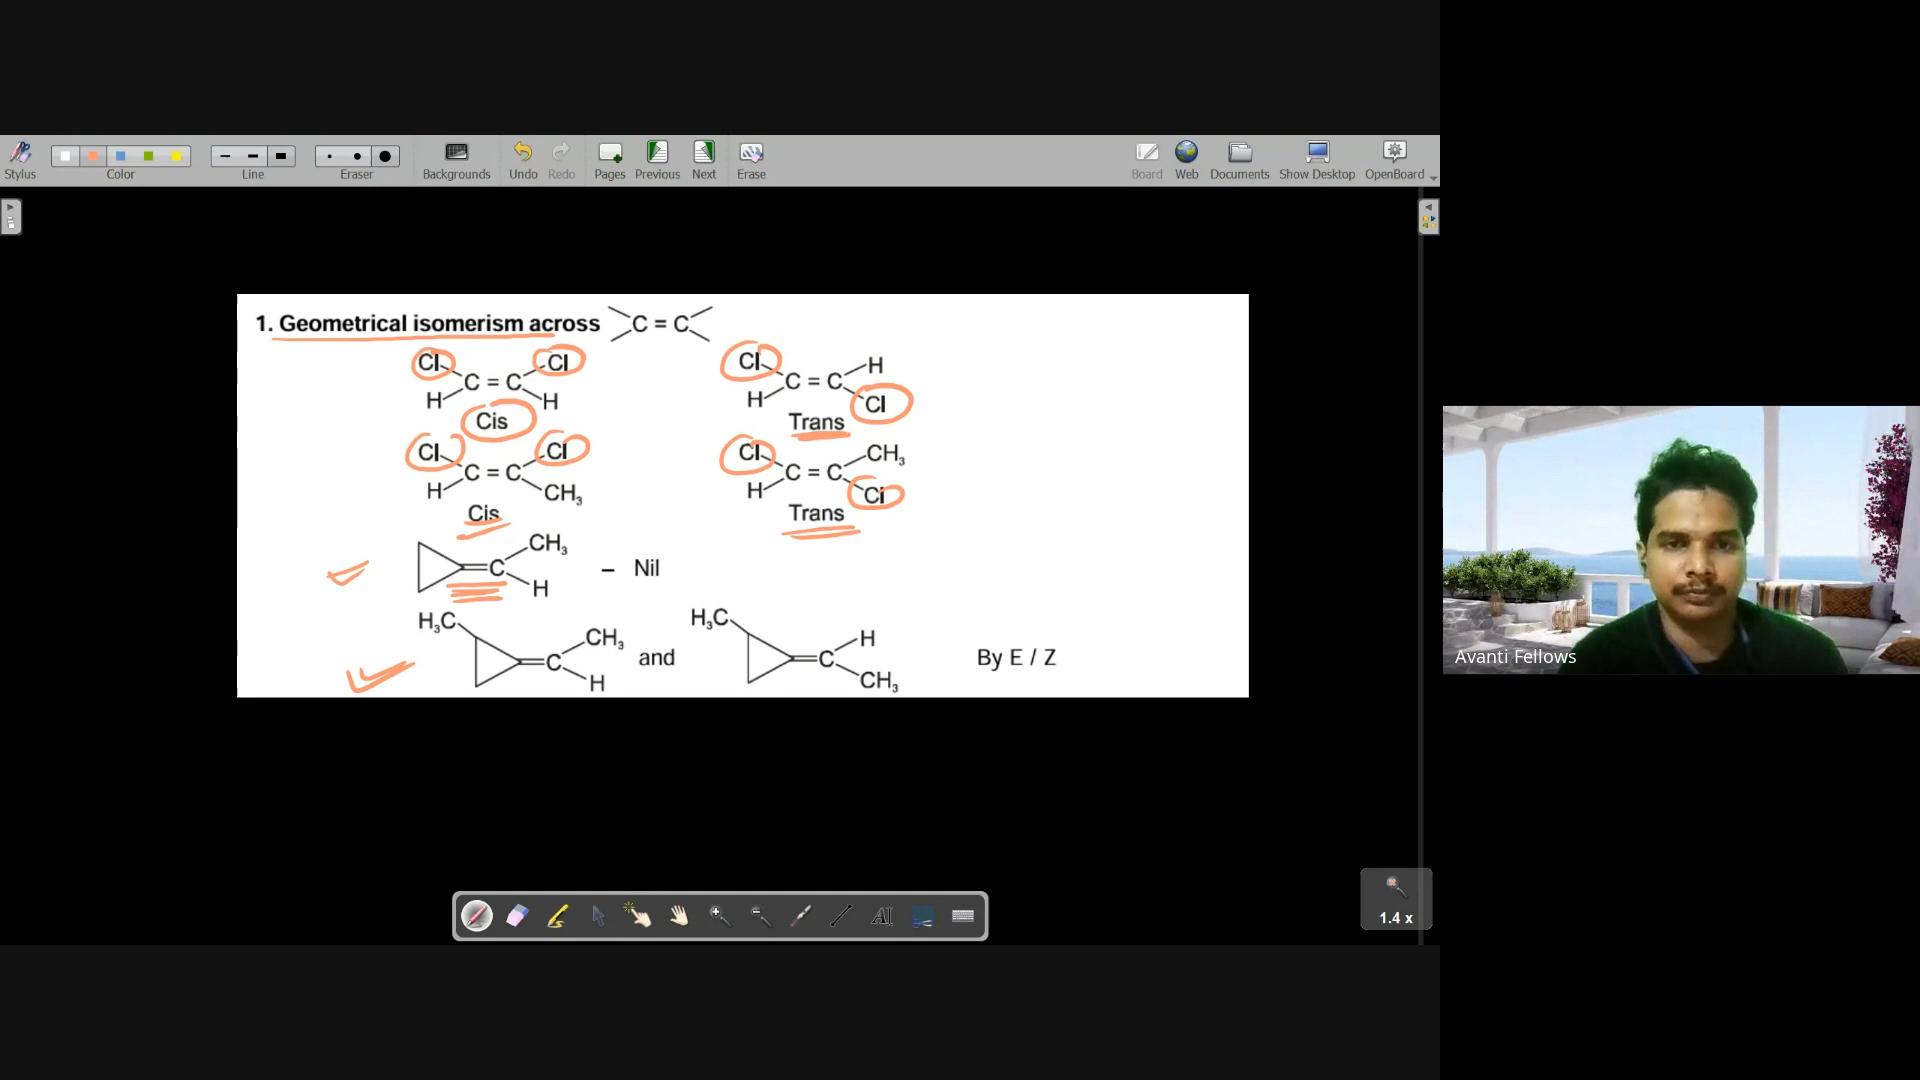 Stylus Color Line Eraser Backgrounds Undo Redo Pages Previous Next Erase Board Web Documents Show Desktop OpenBoard
1. Geometrical isomerism across C = C
Cl Cl Cl H
C = C C = C
H H H Cl
Cis Trans
Cl Cl Cl CH₃
C = C C = C
H CH₃ H Cl
Cis Trans
CH₃
=C – Nil
H
H₃C CH₃ H₃C H
=C and =C By E / Z
H CH₃
Avanti Fellows
AI
1.4 x